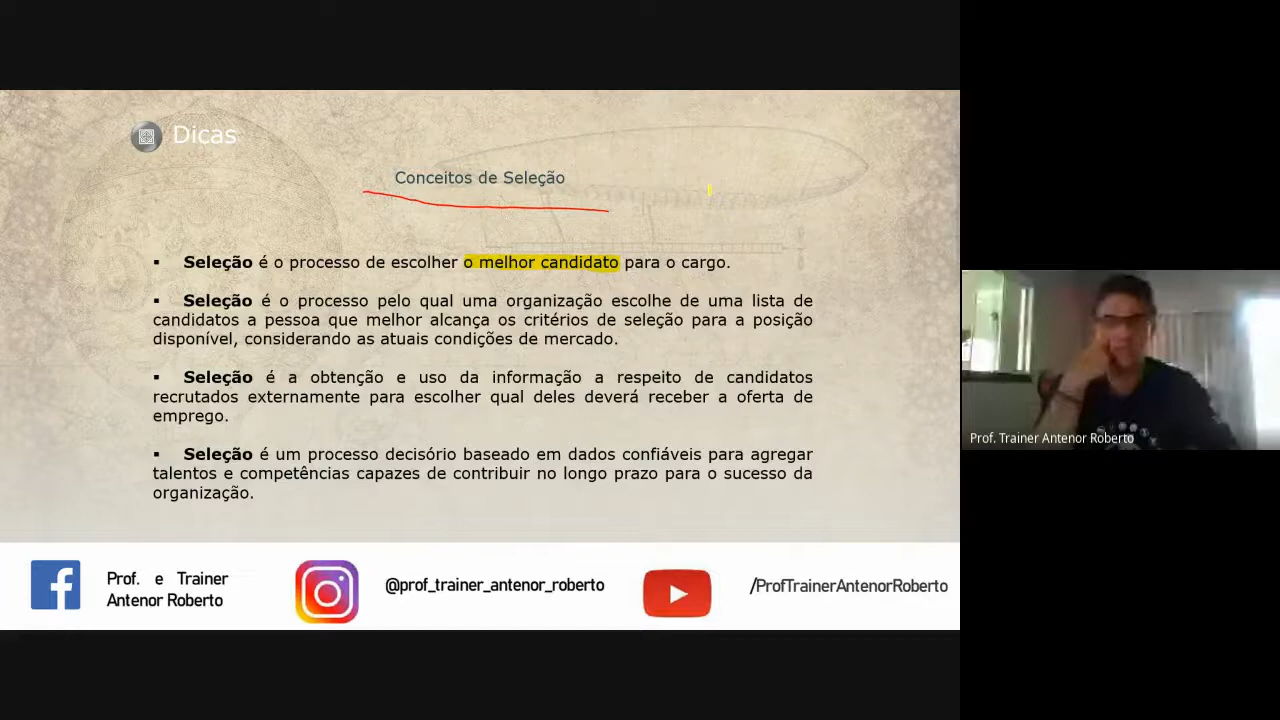 Dicas
Conceitos de Seleção
▪ Seleção é o processo de escolher o melhor candidato para o cargo.
▪ Seleção é o processo pelo qual uma organização escolhe de uma lista de
candidatos a pessoa que melhor alcança os critérios de seleção para a posição
disponível, considerando as atuais condições de mercado.
▪ Seleção é a obtenção e uso da informação a respeito de candidatos
recrutados externamente para escolher qual deles deverá receber a oferta de
emprego.
▪ Seleção é um processo decisório baseado em dados confiáveis para agregar
talentos e competências capazes de contribuir no longo prazo para o sucesso da
organização.
Prof. Trainer Antenor Roberto
Prof. e Trainer
Antenor Roberto
@prof_trainer_antenor_roberto
/ProfTrainerAntenorRoberto